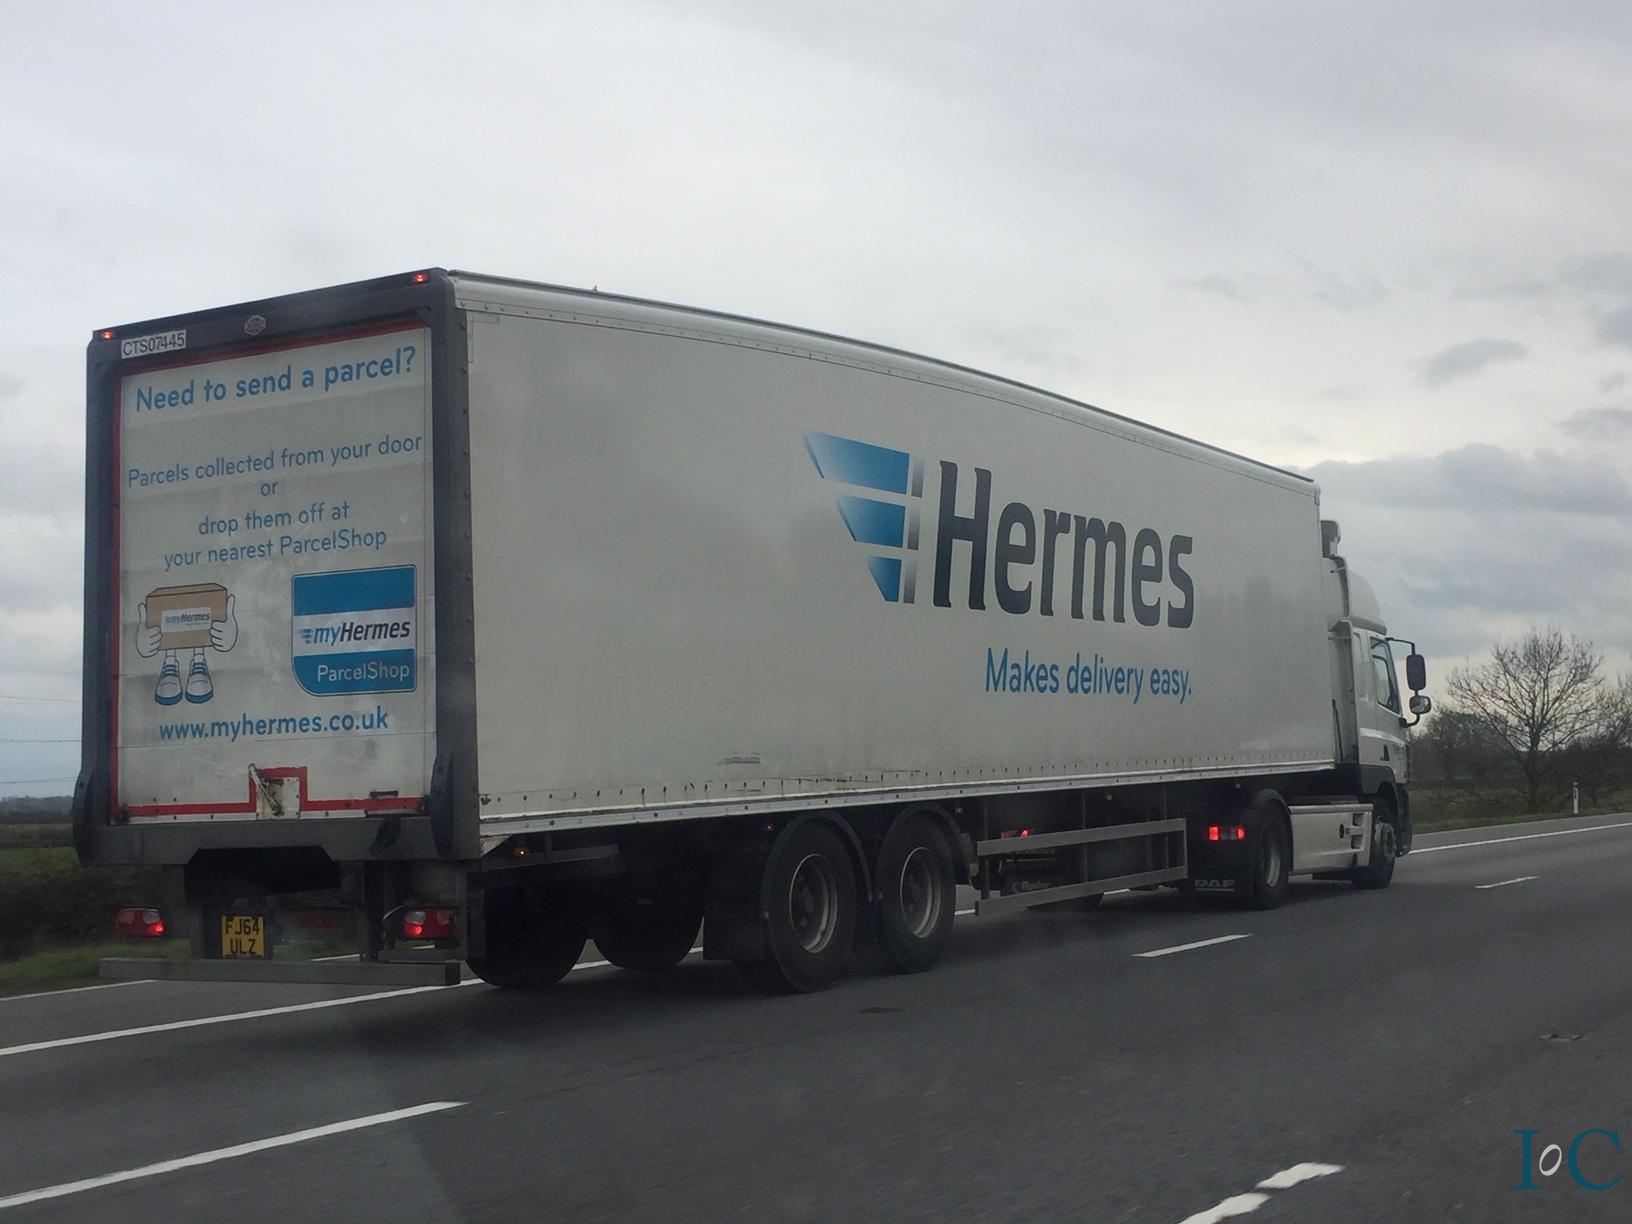 CTS07445
Need to send a parcel?
Parcels collected from your door
or
drop them off at
your nearest ParcelShop
myHermes
myHermes
ParcelShop
www.myhermes.co.uk
Hermes
Makes delivery easy.
FJ64
ULZ
Ryder
DAF
IoC